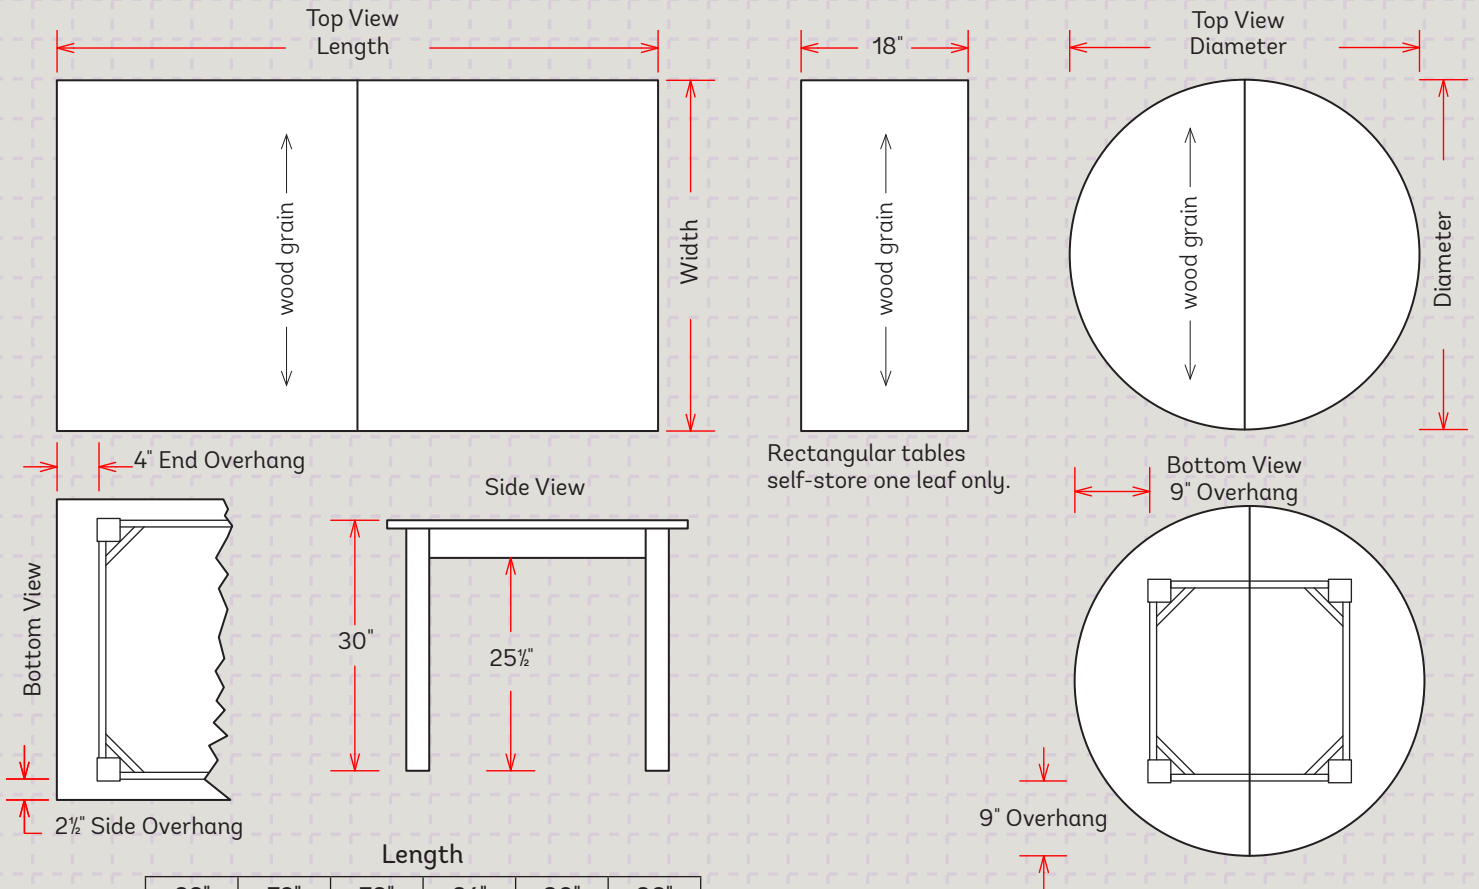 Top View
Length
18"
Top View
Diameter
wood grain
Width
wood grain
wood grain
Diameter
4" End Overhang
Rectangular tables
self-store one leaf only.
Bottom View
9" Overhang
Side View
Bottom View
30"
25½"
9" Overhang
2½" Side Overhang
Length